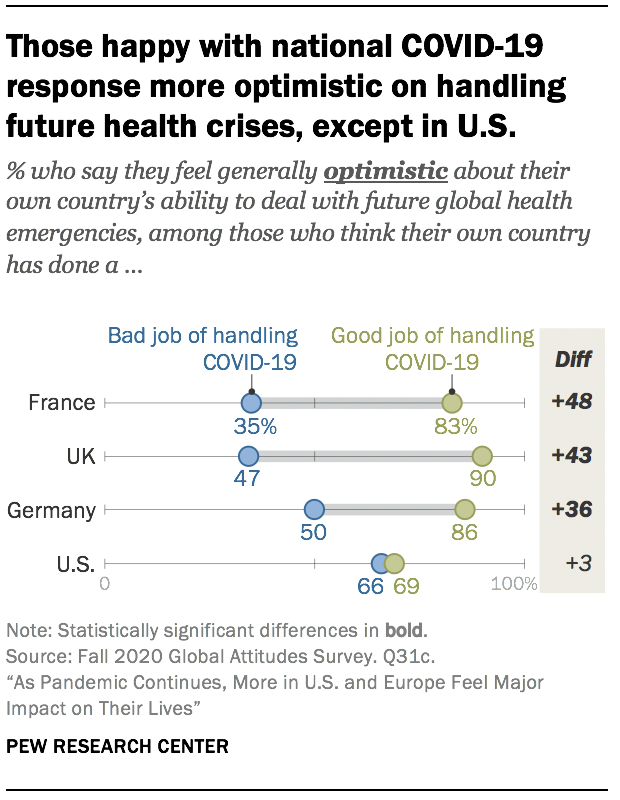 Those happy with national COVID-19
response more optimistic on handling
future health crises, except in U.S.
% who say they feel generally optimistic about their
own country’s ability to deal with future global health
emergencies, among those who think their own country
has done a ...
Bad job of handling
COVID-19
Good job of handling
COVID-19
Diff
France
35%
83%
+48
UK
47
90
+43
Germany
50
86
+36
U.S.
66
69
+3
0
100%
Note: Statistically significant differences in bold.
Source: Fall 2020 Global Attitudes Survey. Q31c.
“As Pandemic Continues, More in U.S. and Europe Feel Major
Impact on Their Lives”
PEW RESEARCH CENTER